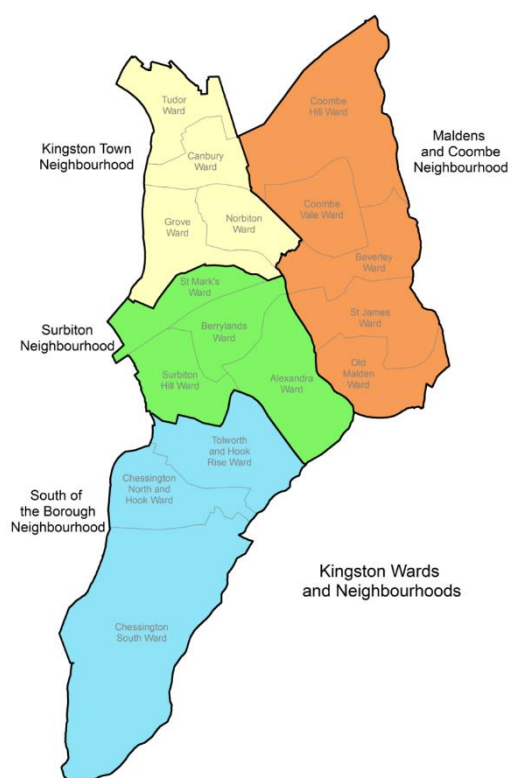 Tudor
Ward
Coombe
Hill Ward
Kingston Town
Neighbourhood
Maldens
and Coombe
Neighbourhood
Canbury
Ward
Grove
Ward
Norbiton
Ward
Coombe
Vale Ward
Beverley
Ward
St Mark's
Ward
St James
Ward
Surbiton
Neighbourhood
Berrylands
Ward
Surbiton
Hill Ward
Alexandra
Ward
Old
Malden
Ward
Tolworth
and Hook
Rise Ward
Chessington
North and
Hook Ward
South of
the Borough
Neighbourhood
Kingston Wards
and Neighbourhoods
Chessington
South Ward